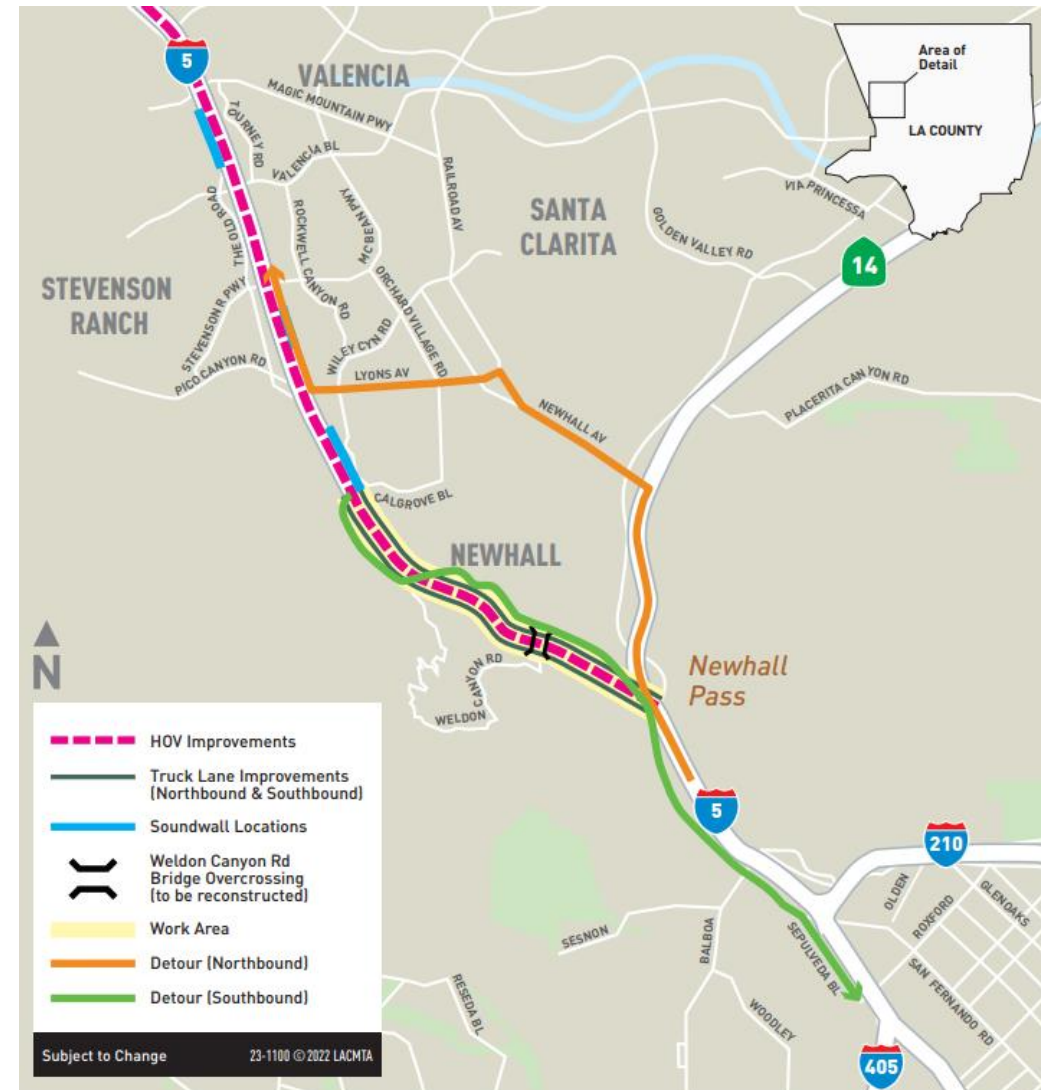 5
VALENCIA
MAGIC MOUNTAIN PKWY
TOURNEY RD
VALENCIA BL
Area of
Detail
LA COUNTY
THE OLD ROAD
ROCKWELL CANYON RD
MCBEAN PWY
RAILROAD AV
SANTA
CLARITA
GOLDEN VALLEY RD
VIA PRINCESSA
14
STEVENSON
RANCH
STEVENSON R PWY
PICO CANYON RD
WILEY CYN RD
ORCHARD VILLAGE RD
LYONS AV
NEWHALL AV
PLACERITA CANYON RD
CALGROVE BL
NEWHALL
N
WELDON CANYON RD
Newhall
Pass
5
210
OLDEN
ROXFORD
GLENOAKS
SESNON
BALBOA
SEPULVEDA BL
SAN FERNANDO RD
RESEDA BL
WOODLEY
405
HOV Improvements
Truck Lane Improvements
(Northbound & Southbound)
Soundwall Locations
Weldon Canyon Rd
Bridge Overcrossing
(to be reconstructed)
Work Area
Detour (Northbound)
Detour (Southbound)
Subject to Change 23-1100 © 2022 LACMTA